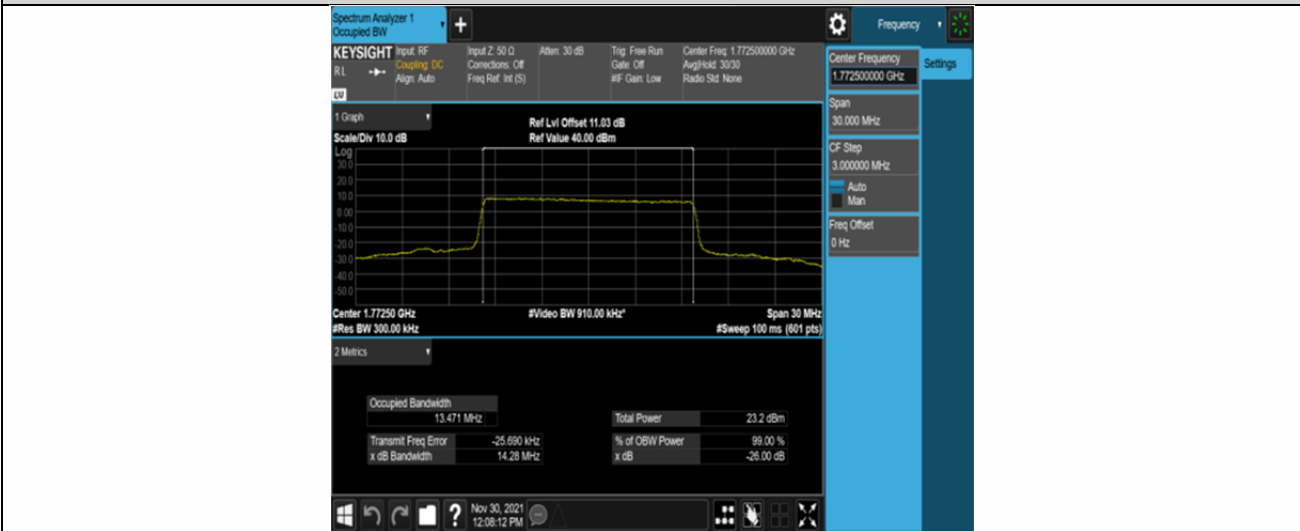 Spectrum Analyzer 1
Occupied BW
+
Frequency
KEYSIGHT
RL
Input: RF
Coupling: DC
Align: Auto
Input Z: 50 Ω
Corrections: Off
Freq Ref: Int (S)
Atten: 30 dB
Trig: Free Run
Gate: Off
#IF Gain: Low
Center Freq: 1.772500000 GHz
Avg|Hold: 30/30
Radio Std: None
Center Frequency
1.772500000 GHz
Settings
Span
30.000 MHz
CF Step
3.000000 MHz
Auto
Man
Freq Offset
0 Hz
1 Graph
Ref Lvl Offset 11.03 dB
Scale/Div 10.0 dB
Ref Value 40.00 dBm
Log
30.0
20.0
10.0
0.00
-10.0
-20.0
-30.0
-40.0
-50.0
Center 1.77250 GHz
#Video BW 910.00 kHz*
Span 30 MHz
#Res BW 300.00 kHz
#Sweep 100 ms (601 pts)
2 Metrics
Occupied Bandwidth
13.471 MHz
Total Power 23.2 dBm
Transmit Freq Error -25.690 kHz
% of OBW Power 99.00 %
x dB Bandwidth 14.28 MHz
x dB -26.00 dB
?
Nov 30, 2021
12:08:12 PM